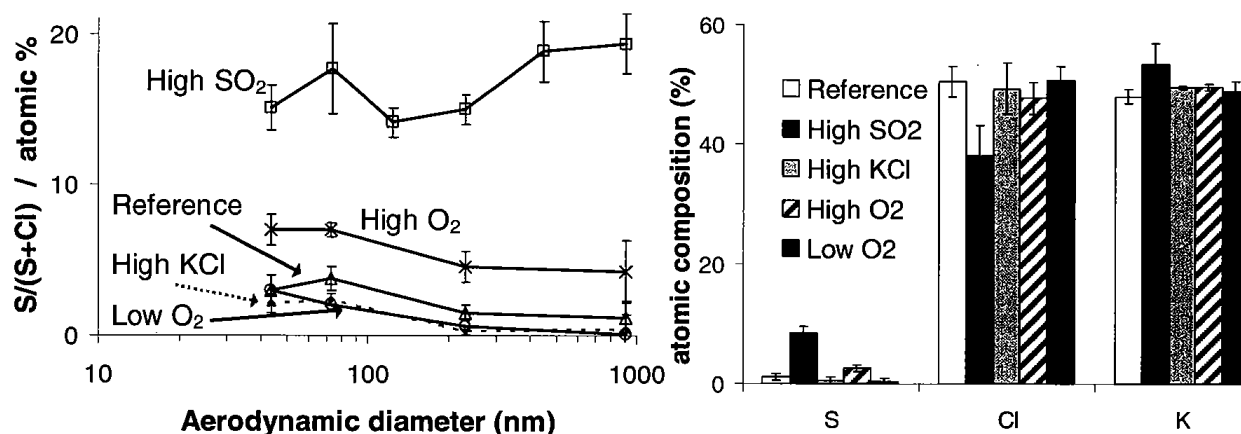 S/(S+Cl) / atomic %
20
10
0
High SO₂
Reference
High O₂
High KCl
Low O₂
10
100
1000
Aerodynamic diameter (nm)
atomic composition (%)
60
40
20
0
Reference
High SO2
High KCl
High O2
Low O2
S
Cl
K